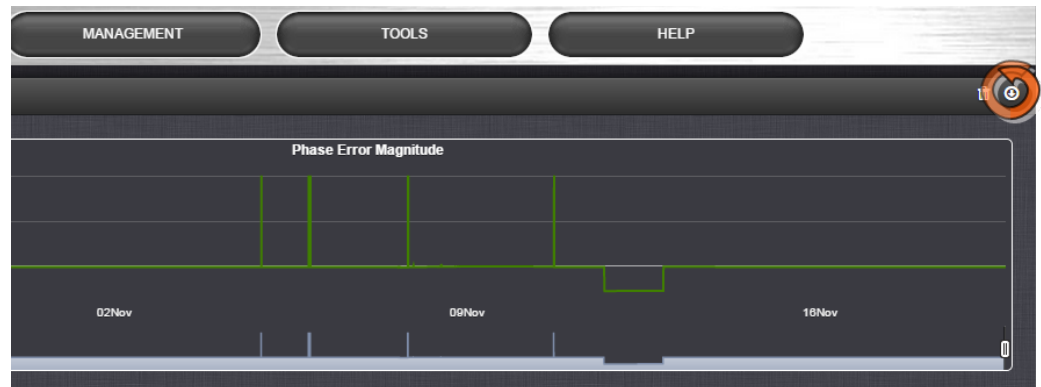 MANAGEMENT TOOLS HELP
Phase Error Magnitude
02Nov 09Nov 16Nov